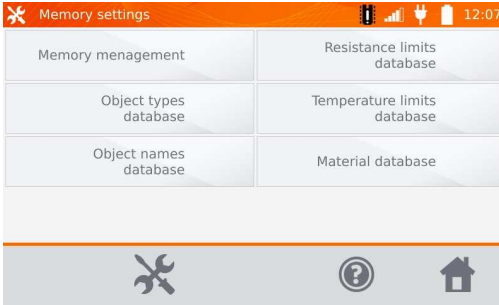 Memory settings
12:07
Memory menagement
Resistance limits
database
Object types
database
Temperature limits
database
Object names
database
Material database
?